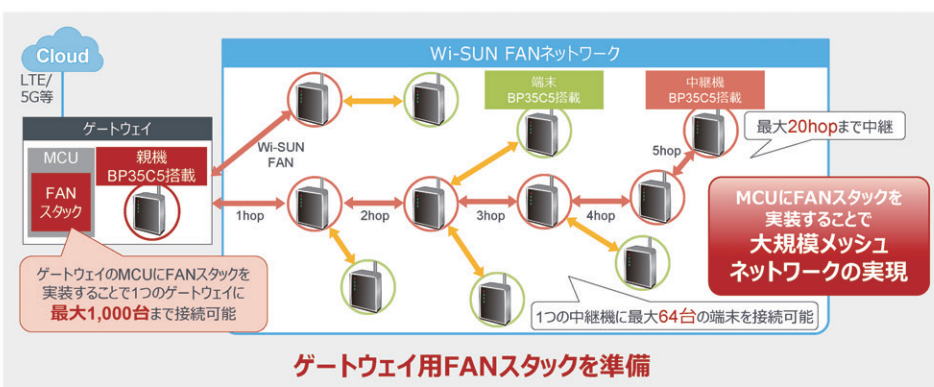 Cloud
LTE/
5G等
Wi-SUN FANネットワーク
ゲートウェイ
MCU
FAN
スタック
親機
BP35C5搭載
Wi-SUN
FAN
端末
BP35C5搭載
中継機
BP35C5搭載
最大20hopまで中継
1hop
2hop
3hop
4hop
5hop
MCUにFANスタックを
実装することで
大規模メッシュ
ネットワークの実現
ゲートウェイのMCUにFANスタックを
実装することで1つのゲートウェイに
最大1,000台まで接続可能
1つの中継機に最大64台の端末を接続可能
ゲートウェイ用FANスタックを準備